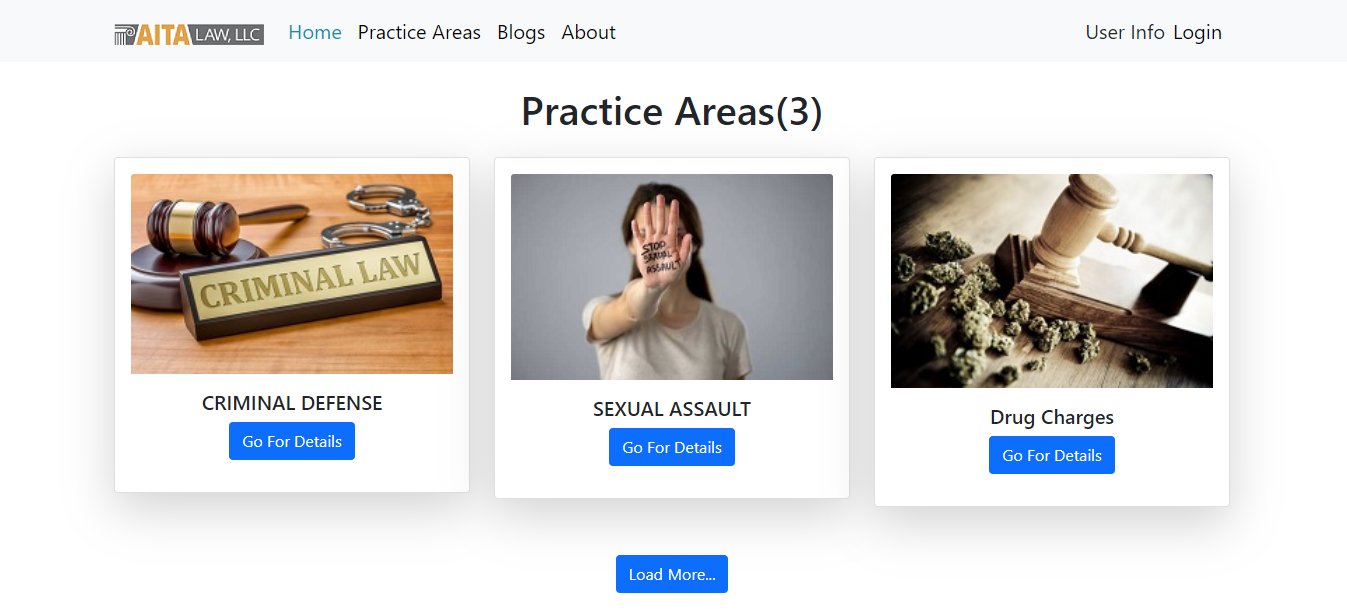 AITA LAW, LLC
Home Practice Areas Blogs About User Info Login
Practice Areas(3)
CRIMINAL LAW
STOP
SEXUAL
ASSAULT
CRIMINAL DEFENSE
Go For Details
SEXUAL ASSAULT
Go For Details
Drug Charges
Go For Details
Load More...